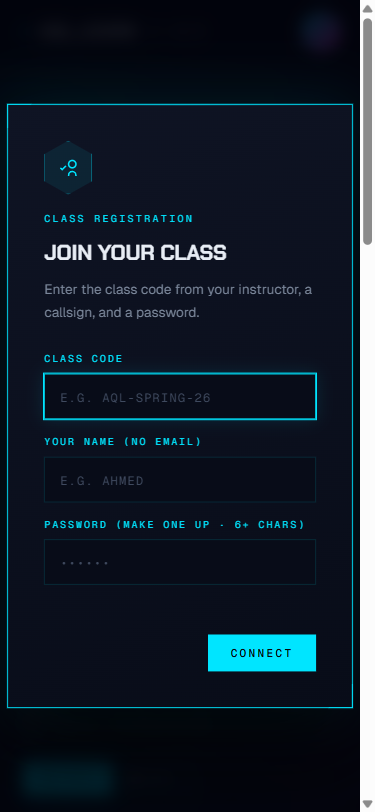 CLASS REGISTRATION
JOIN YOUR CLASS
Enter the class code from your instructor, a
callsign, and a password.
CLASS CODE
E.G. AQL-SPRING-26
YOUR NAME (NO EMAIL)
E.G. AHMED
PASSWORD (MAKE ONE UP · 6+ CHARS)
••••••
CONNECT